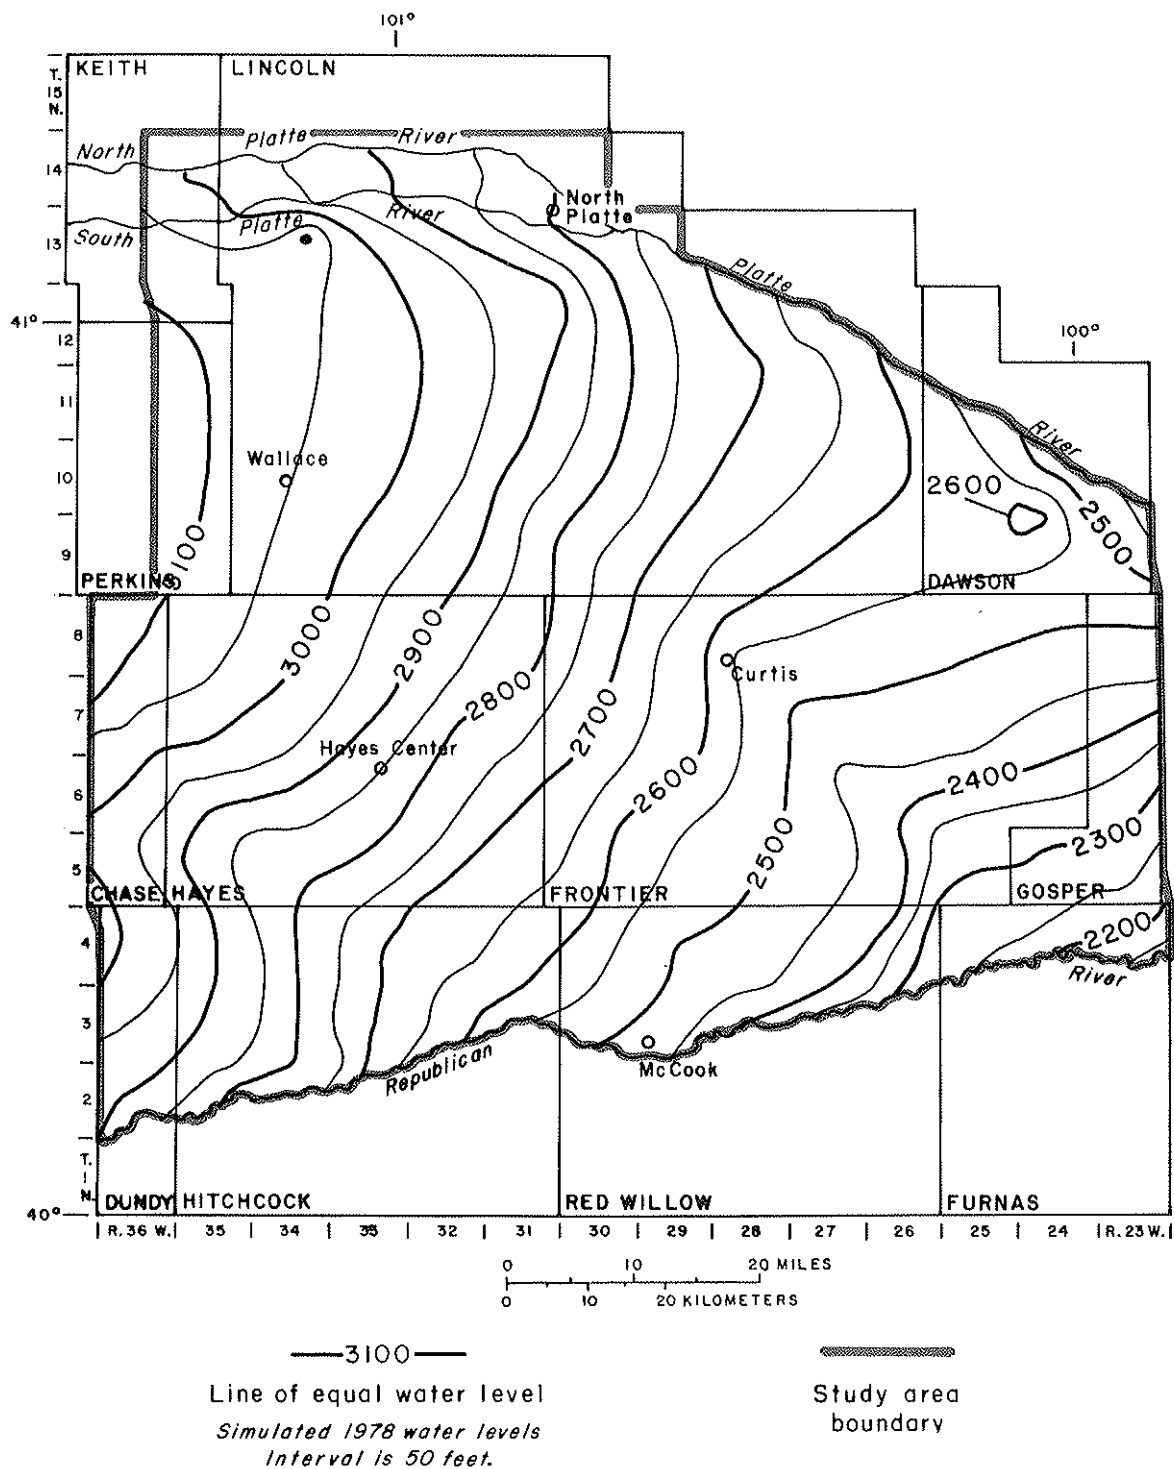 101°
KEITH
LINCOLN
T.
15
N.
Platte
River
North
14
North
Platte
River
Platte
South
13
Platte
41°
12
100°
11
River
Wallace
10
2600
2500
9
100
PERKINS
DAWSON
8
3000
2900
2800
Curtis
7
2700
Hayes Center
2600
2400
6
2500
2300
5
CHASE
HAYES
FRONTIER
GOSPER
4
2200
River
3
Republican
McCook
2
T.
1
N.
DUNDY
HITCHCOCK
RED WILLOW
FURNAS
40°
R. 36 W.
35
34
33
32
31
30
29
28
27
26
25
24
R. 23 W.
0 10 20 MILES
0 10 20 KILOMETERS
3100
Line of equal water level
Simulated 1978 water levels
Interval is 50 feet.
Study area
boundary